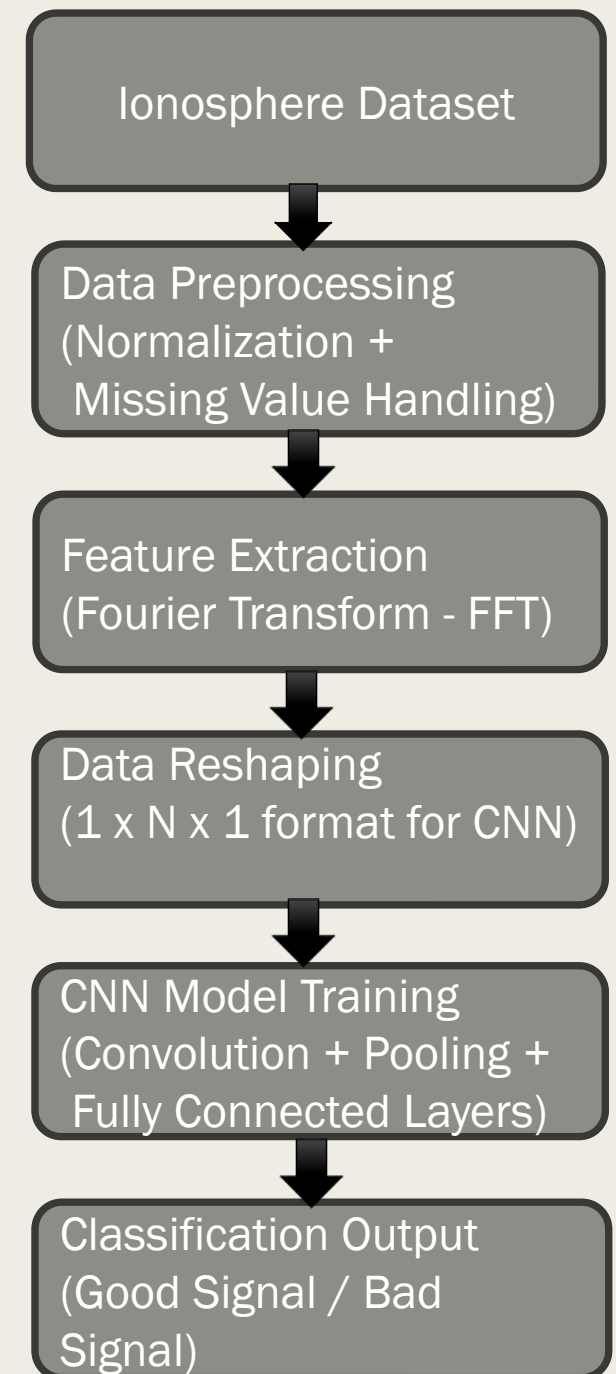 Ionosphere Dataset
Data Preprocessing
(Normalization +
Missing Value Handling)
Feature Extraction
(Fourier Transform - FFT)
Data Reshaping
(1 x N x 1 format for CNN)
CNN Model Training
(Convolution + Pooling +
Fully Connected Layers)
Classification Output
(Good Signal / Bad
Signal)